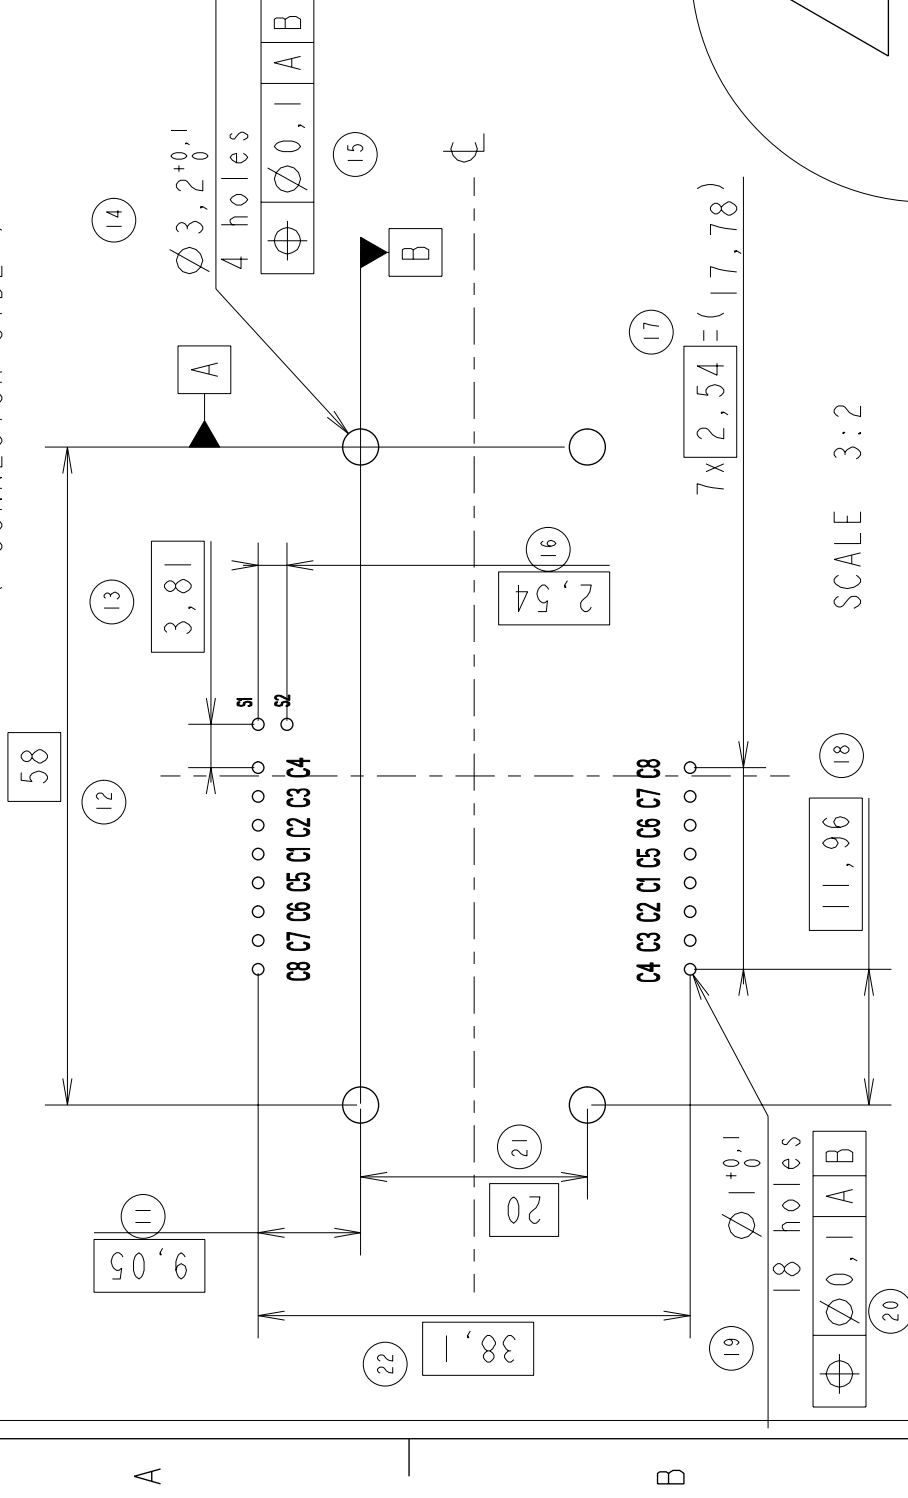 58
12
A
14
Ø3,2 +0,1 0
4 holes
⌖ Ø0,1 A B
15
13
3,81
B
℄
S1
S2
16
2,54
C8 C7 C6 C5 C1 C2 C3 C4
C4 C3 C2 C1 C5 C6 C7 C8
17
7x 2,54 =(17,78)
18
11,96
SCALE 3:2
11
9,05
21
20
22
38,1
19
Ø1 +0,1 0
18 holes
⌖ Ø0,1 A B
20
A
B